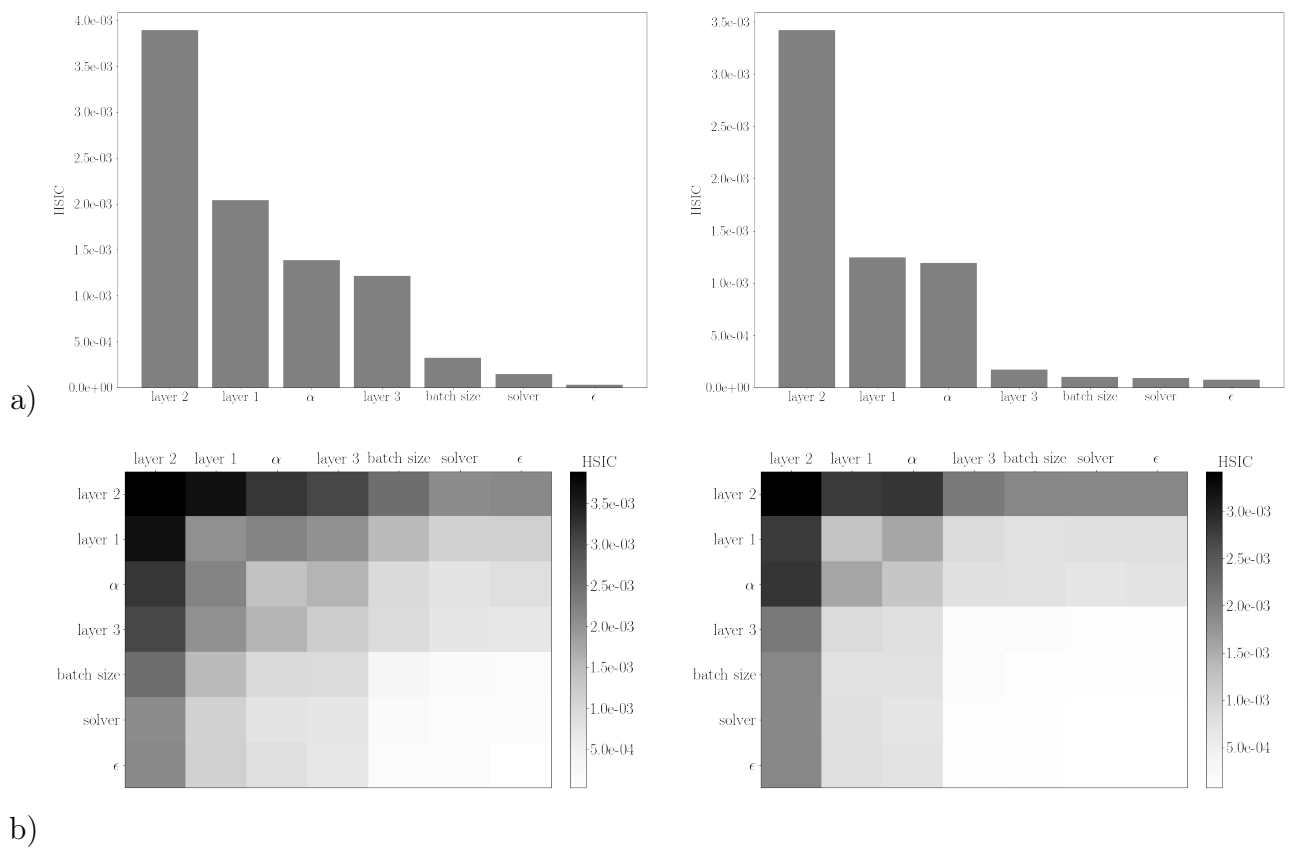 4.0e-03
3.5e-03
3.0e-03
2.5e-03
2.0e-03
1.5e-03
1.0e-03
5.0e-04
0.0e+00
HSIC
layer 2 layer 1 α layer 3 batch size solver ϵ
3.5e-03
3.0e-03
2.5e-03
2.0e-03
1.5e-03
1.0e-03
5.0e-04
0.0e+00
HSIC
layer 2 layer 1 α layer 3 batch size solver ϵ
a)
layer 2 layer 1 α layer 3 batch size solver ϵ
HSIC
layer 2
layer 1
α
layer 3
batch size
solver
ϵ
3.5e-03
3.0e-03
2.5e-03
2.0e-03
1.5e-03
1.0e-03
5.0e-04
layer 2 layer 1 α layer 3 batch size solver ϵ
HSIC
layer 2
layer 1
α
layer 3
batch size
solver
ϵ
3.0e-03
2.5e-03
2.0e-03
1.5e-03
1.0e-03
5.0e-04
b)